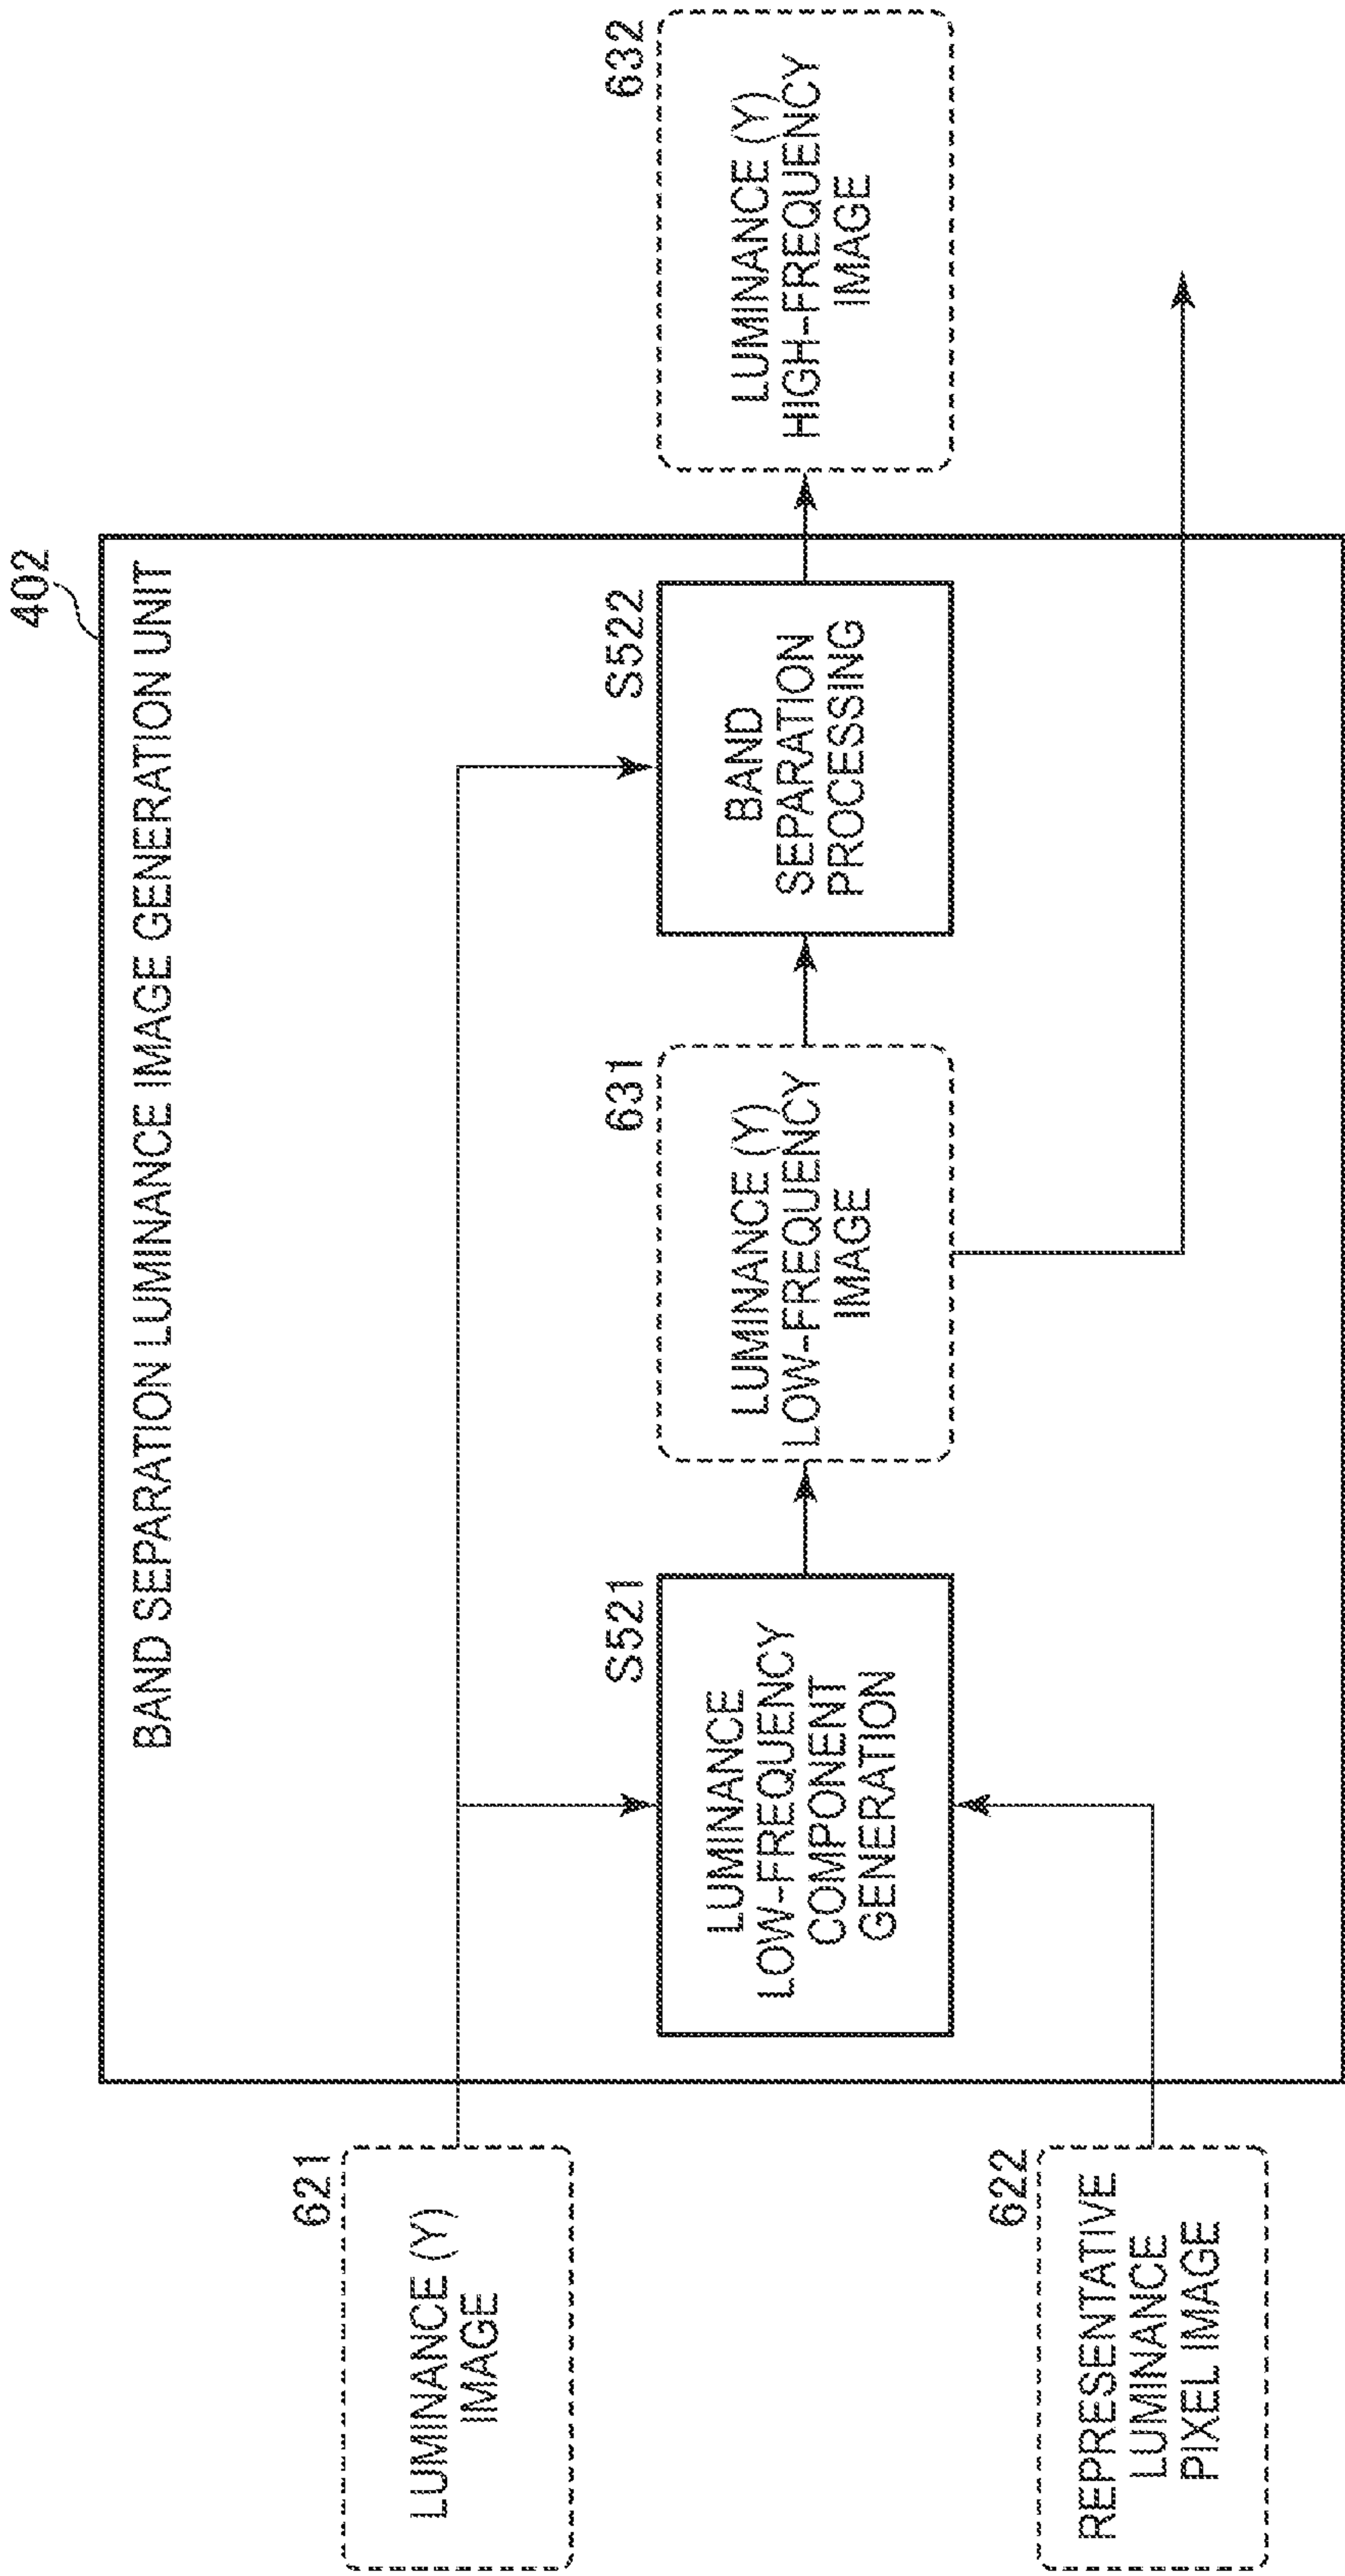 402
BAND SEPARATION LUMINANCE IMAGE GENERATION UNIT
621
LUMINANCE (Y)
IMAGE
622
REPRESENTATIVE
LUMINANCE
PIXEL IMAGE
S521
LUMINANCE
LOW-FREQUENCY
COMPONENT
GENERATION
631
LUMINANCE (Y)
LOW-FREQUENCY
IMAGE
S522
BAND
SEPARATION
PROCESSING
632
LUMINANCE (Y)
HIGH-FREQUENCY
IMAGE